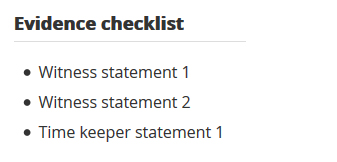 Evidence checklist
Witness statement 1
Witness statement 2
Time keeper statement 1